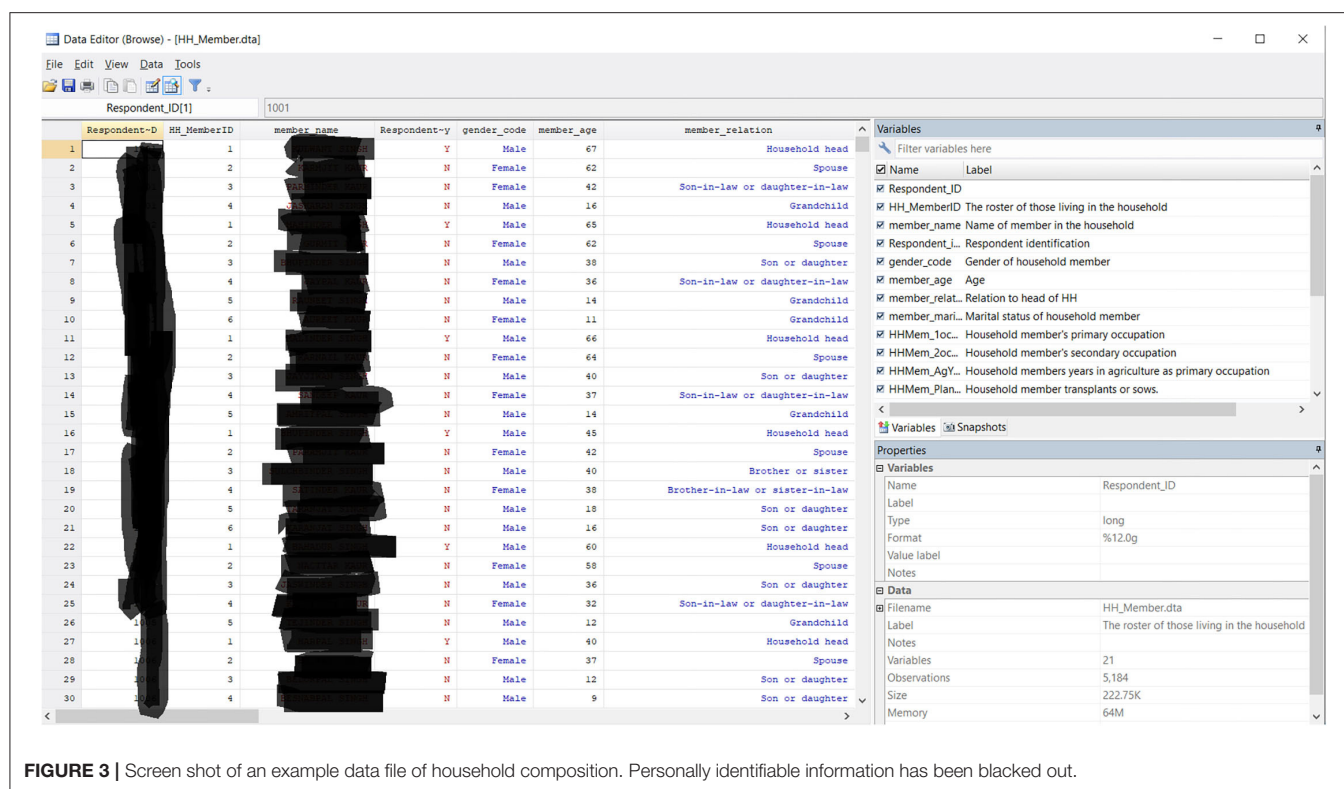 Data Editor (Browse) - [HH_Member.dta]
File Edit View Data Tools
Respondent_ID[1] 1001
Respondent~D HH_MemberID member_name Respondent~y gender_code member_age member_relation
1 1 Y Male 67 Household head
2 2 N Female 62 Spouse
3 3 N Female 42 Son-in-law or daughter-in-law
4 4 N Male 16 Grandchild
5 1 Y Male 65 Household head
6 2 N Female 62 Spouse
7 3 N Male 38 Son or daughter
8 4 N Female 36 Son-in-law or daughter-in-law
9 5 N Male 14 Grandchild
10 6 N Female 11 Grandchild
11 1 Y Male 66 Household head
12 2 N Female 64 Spouse
13 3 N Male 40 Son or daughter
14 4 N Female 37 Son-in-law or daughter-in-law
15 5 N Male 14 Grandchild
16 1 Y Male 45 Household head
17 2 N Female 42 Spouse
18 3 N Male 40 Brother or sister
19 4 N Female 38 Brother-in-law or sister-in-law
20 5 N Male 18 Son or daughter
21 6 N Male 16 Son or daughter
22 1 Y Male 60 Household head
23 2 N Female 58 Spouse
24 3 N Male 36 Son or daughter
25 4 N Female 32 Son-in-law or daughter-in-law
26 5 N Male 12 Grandchild
27 1 Y Male 40 Household head
28 2 N Female 37 Spouse
29 3 N Male 12 Son or daughter
30 4 N Male 9 Son or daughter
Variables
Filter variables here
Name Label
Respondent_ID
HH_MemberID The roster of those living in the household
member_name Name of member in the household
Respondent_i... Respondent identification
gender_code Gender of household member
member_age Age
member_relat... Relation to head of HH
member_mari... Marital status of household member
HHMem_1oc... Household member's primary occupation
HHMem_2oc... Household member's secondary occupation
HHMem_AgY... Household members years in agriculture as primary occupation
HHMem_Plan... Household member transplants or sows.
Variables Snapshots
Properties
Variables
Name Respondent_ID
Label
Type long
Format %12.0g
Value label
Notes
Data
Filename HH_Member.dta
Label The roster of those living in the household
Notes
Variables 21
Observations 5,184
Size 222.75K
Memory 64M
FIGURE 3 | Screen shot of an example data file of household composition. Personally identifiable information has been blacked out.